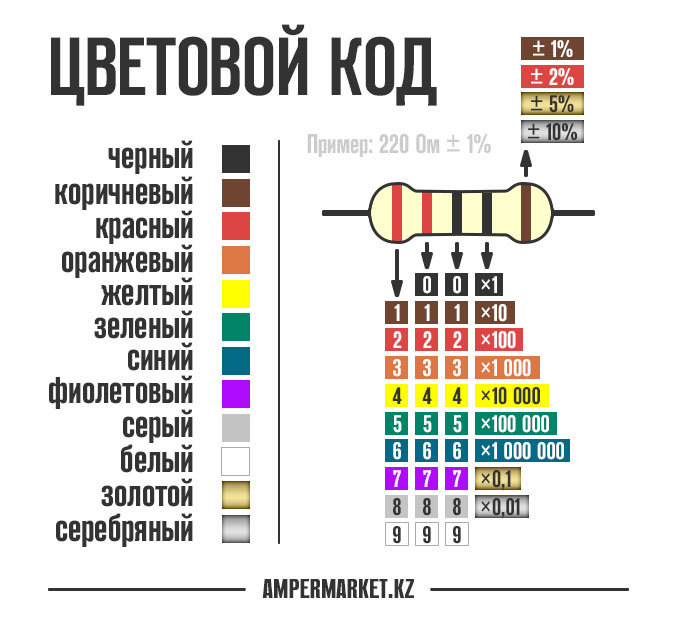 ЦВЕТОВОЙ КОД
± 1%
± 2%
± 5%
± 10%
Пример: 220 Ом ± 1%
черный
коричневый
красный
оранжевый
желтый
зеленый
синий
фиолетовый
серый
белый
золотой
серебряный
0 0 ×1
1 1 1 ×10
2 2 2 ×100
3 3 3 ×1 000
4 4 4 ×10 000
5 5 5 ×100 000
6 6 6 ×1 000 000
7 7 7 ×0,1
8 8 8 ×0,01
9 9 9
AMPERMARKET.KZ